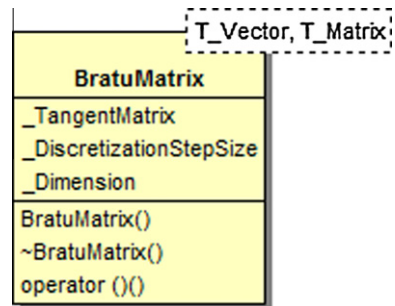 T_Vector, T_Matrix
BratuMatrix
_TangentMatrix
_DiscretizationStepSize
_Dimension
BratuMatrix()
~BratuMatrix()
operator ()()